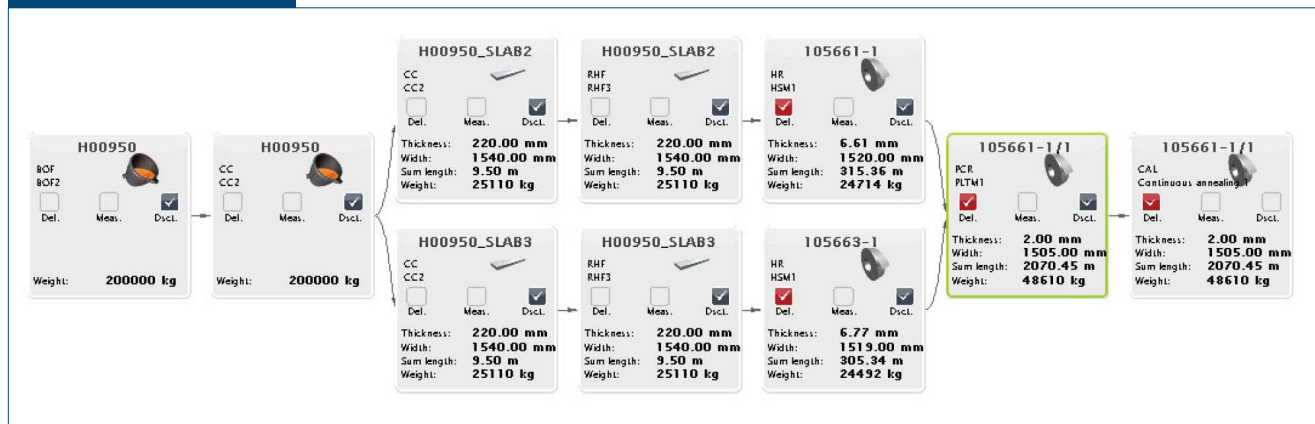 H00950
BOF
BOF2
Del. Meas. Dsct.
Weight: 200000 kg
H00950
CC
CC2
Del. Meas. Dsct.
Weight: 200000 kg
H00950_SLAB2
CC
CC2
Del. Meas. Dsct.
Thickness: 220.00 mm
Width: 1540.00 mm
Sum length: 9.50 m
Weight: 25110 kg
H00950_SLAB2
RHF
RHF3
Del. Meas. Dsct.
Thickness: 220.00 mm
Width: 1540.00 mm
Sum length: 9.50 m
Weight: 25110 kg
105661-1
HR
HSM1
Del. Meas. Dsct.
Thickness: 6.61 mm
Width: 1520.00 mm
Sum length: 315.36 m
Weight: 24714 kg
H00950_SLAB3
CC
CC2
Del. Meas. Dsct.
Thickness: 220.00 mm
Width: 1540.00 mm
Sum length: 9.50 m
Weight: 25110 kg
H00950_SLAB3
RHF
RHF3
Del. Meas. Dsct.
Thickness: 220.00 mm
Width: 1540.00 mm
Sum length: 9.50 m
Weight: 25110 kg
105663-1
HR
HSM1
Del. Meas. Dsct.
Thickness: 6.77 mm
Width: 1519.00 mm
Sum length: 305.34 m
Weight: 24492 kg
105661-1/1
PCR
PLTM1
Del. Meas. Dsct.
Thickness: 2.00 mm
Width: 1505.00 mm
Sum length: 2070.45 m
Weight: 48610 kg
105661-1/1
CAL
Continuous annealing 1
Del. Meas. Dsct.
Thickness: 2.00 mm
Width: 1505.00 mm
Sum length: 2070.45 m
Weight: 48610 kg